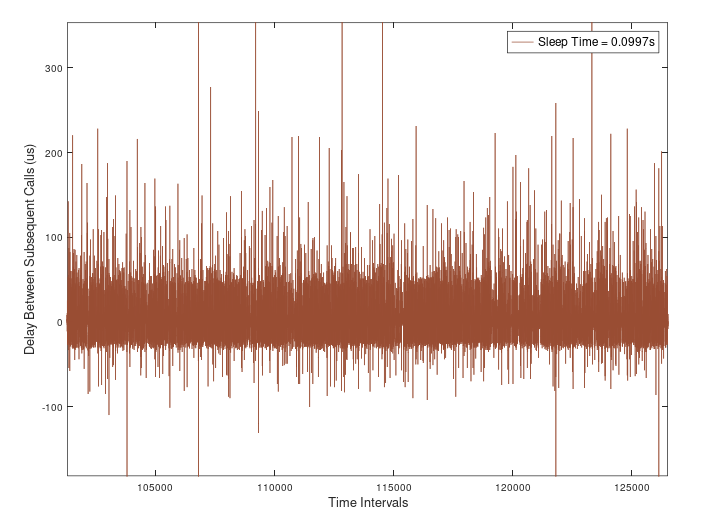 Sleep Time = 0.0997s
300
200
100
0
-100
Delay Between Subsequent Calls (us)
105000 110000 115000 120000 125000
Time Intervals